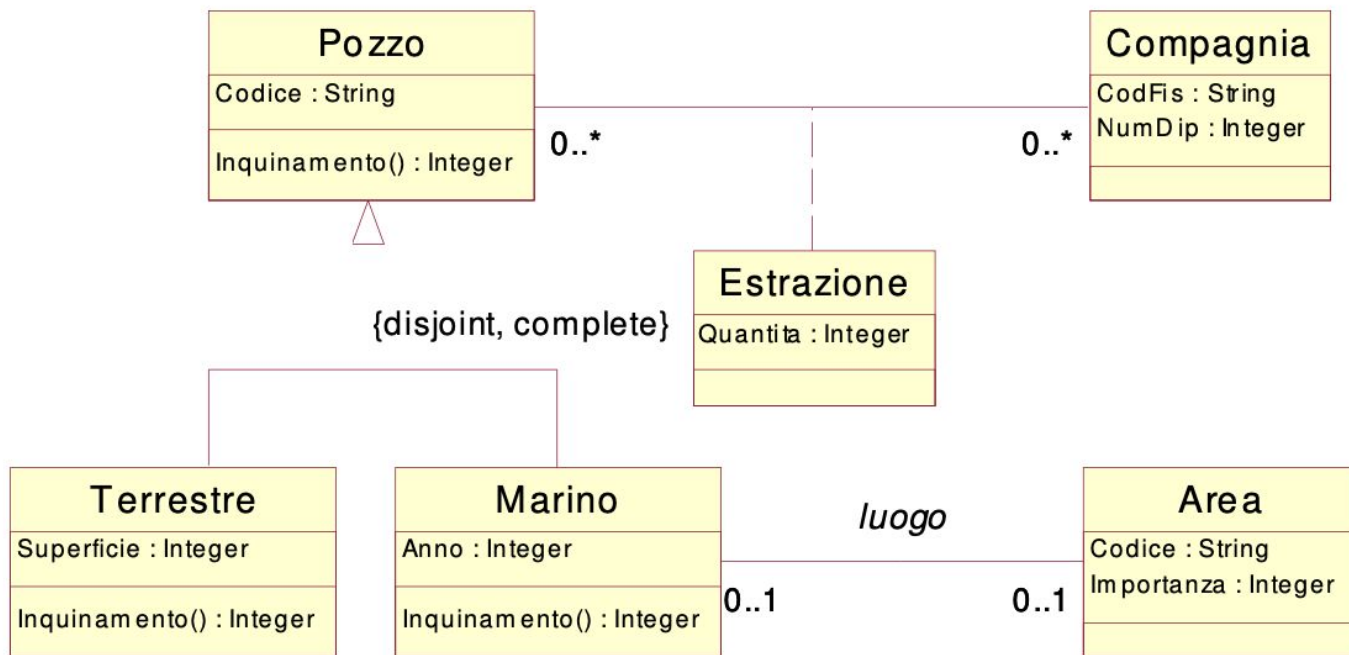 Pozzo
Codice : String
Inquinamento() : Integer
0..*
0..*
Compagnia
CodFis : String
NumDip : Integer
Estrazione
Quantita : Integer
{disjoint, complete}
Terrestre
Superficie : Integer
Inquinamento() : Integer
Marino
Anno : Integer
Inquinamento() : Integer
luogo
0..1
0..1
Area
Codice : String
Importanza : Integer